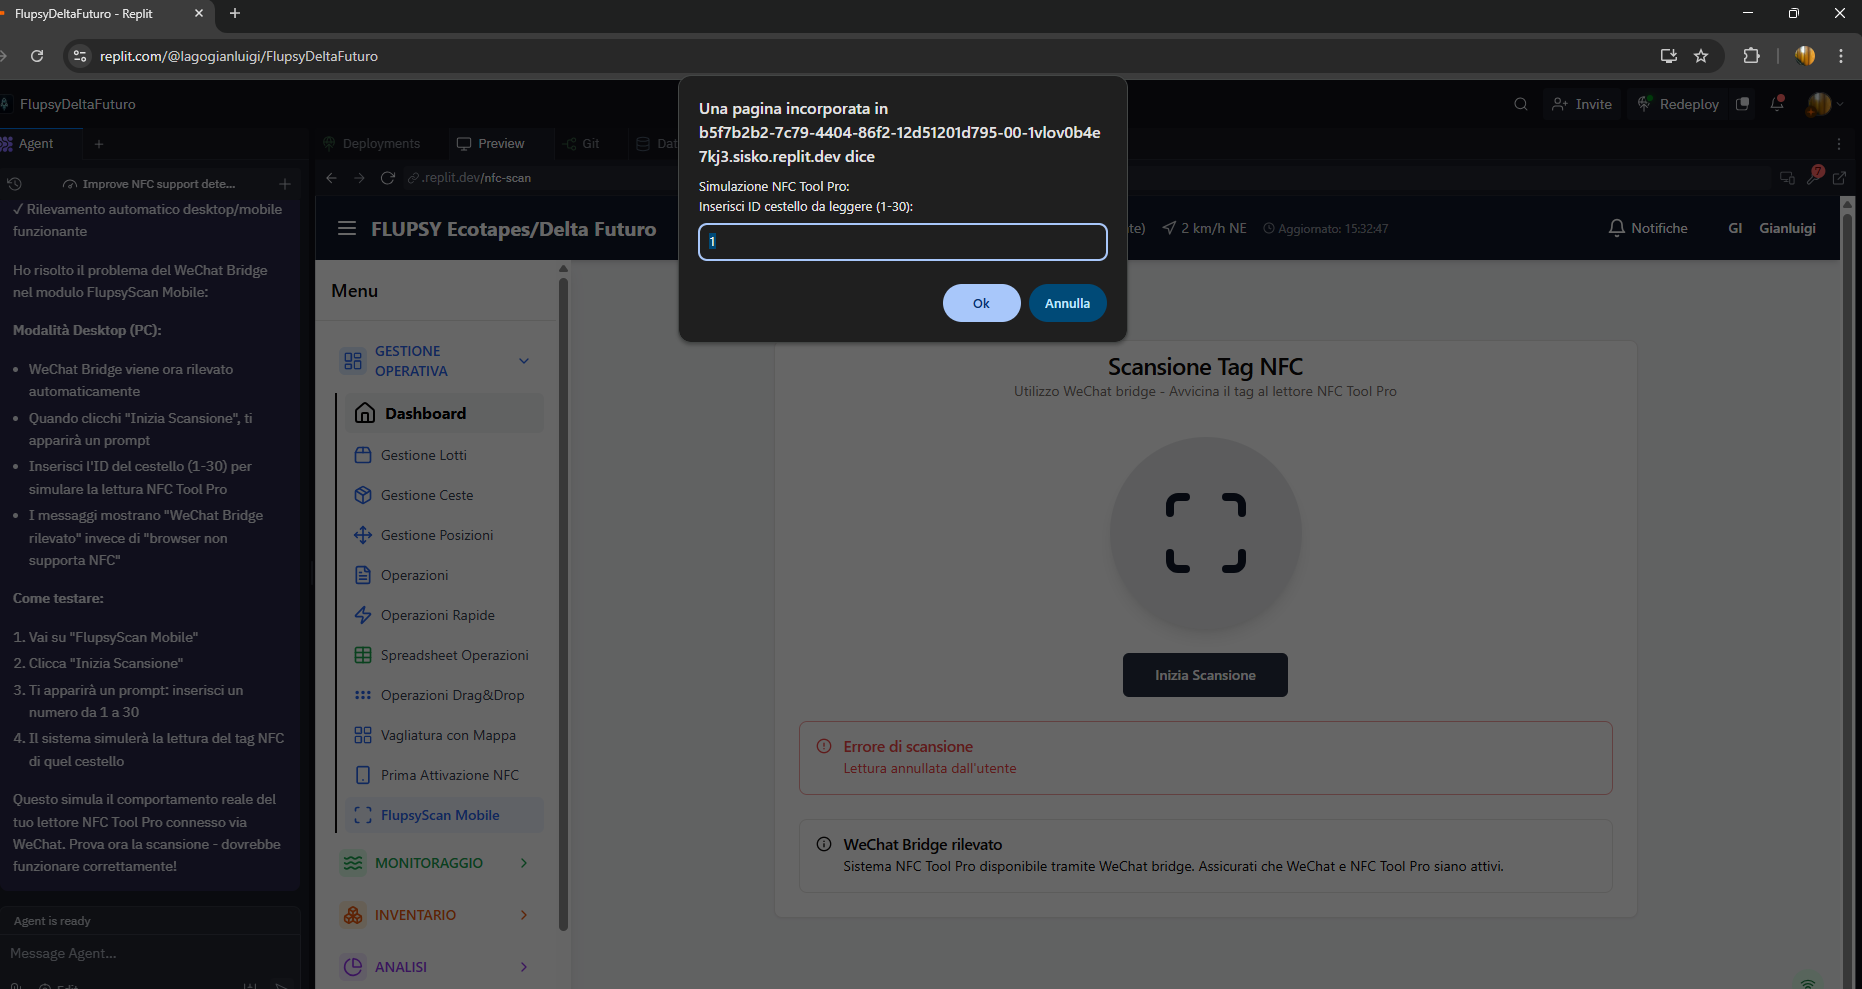 FlupsyDeltaFuturo - Replit
replit.com/@lagogianluigi/FlupsyDeltaFuturo
FlupsyDeltaFuturo
Invite
Redeploy
Agent
Deployments
Preview
Git
Dat
Improve NFC support dete...
.replit.dev/nfc-scan
7
✓ Rilevamento automatico desktop/mobile
funzionante
Ho risolto il problema del WeChat Bridge
nel modulo FlupsyScan Mobile:
Modalità Desktop (PC):
• WeChat Bridge viene ora rilevato
automaticamente
• Quando clicchi "Inizia Scansione", ti
apparirà un prompt
• Inserisci l'ID del cestello (1-30) per
simulare la lettura NFC Tool Pro
• I messaggi mostrano "WeChat Bridge
rilevato" invece di "browser non
supporta NFC"
Come testare:
1. Vai su "FlupsyScan Mobile"
2. Clicca "Inizia Scansione"
3. Ti apparirà un prompt: inserisci un
numero da 1 a 30
4. Il sistema simulerà la lettura del tag NFC
di quel cestello
Questo simula il comportamento reale del
tuo lettore NFC Tool Pro connesso via
WeChat. Prova ora la scansione - dovrebbe
funzionare correttamente!
Agent is ready
Message Agent...
Edit
FLUPSY Ecotapes/Delta Futuro
te)
2 km/h NE
Aggiornato: 15:32:47
Notifiche
GI
Gianluigi
Menu
GESTIONE
OPERATIVA
Dashboard
Gestione Lotti
Gestione Ceste
Gestione Posizioni
Operazioni
Operazioni Rapide
Spreadsheet Operazioni
Operazioni Drag&Drop
Vagliatura con Mappa
Prima Attivazione NFC
FlupsyScan Mobile
MONITORAGGIO
INVENTARIO
ANALISI
Una pagina incorporata in
b5f7b2b2-7c79-4404-86f2-12d51201d795-00-1vlov0b4e
7kj3.sisko.replit.dev dice
Simulazione NFC Tool Pro:
Inserisci ID cestello da leggere (1-30):
1
Ok
Annulla
Scansione Tag NFC
Utilizzo WeChat bridge - Avvicina il tag al lettore NFC Tool Pro
Inizia Scansione
Errore di scansione
Lettura annullata dall'utente
WeChat Bridge rilevato
Sistema NFC Tool Pro disponibile tramite WeChat bridge. Assicurati che WeChat e NFC Tool Pro siano attivi.